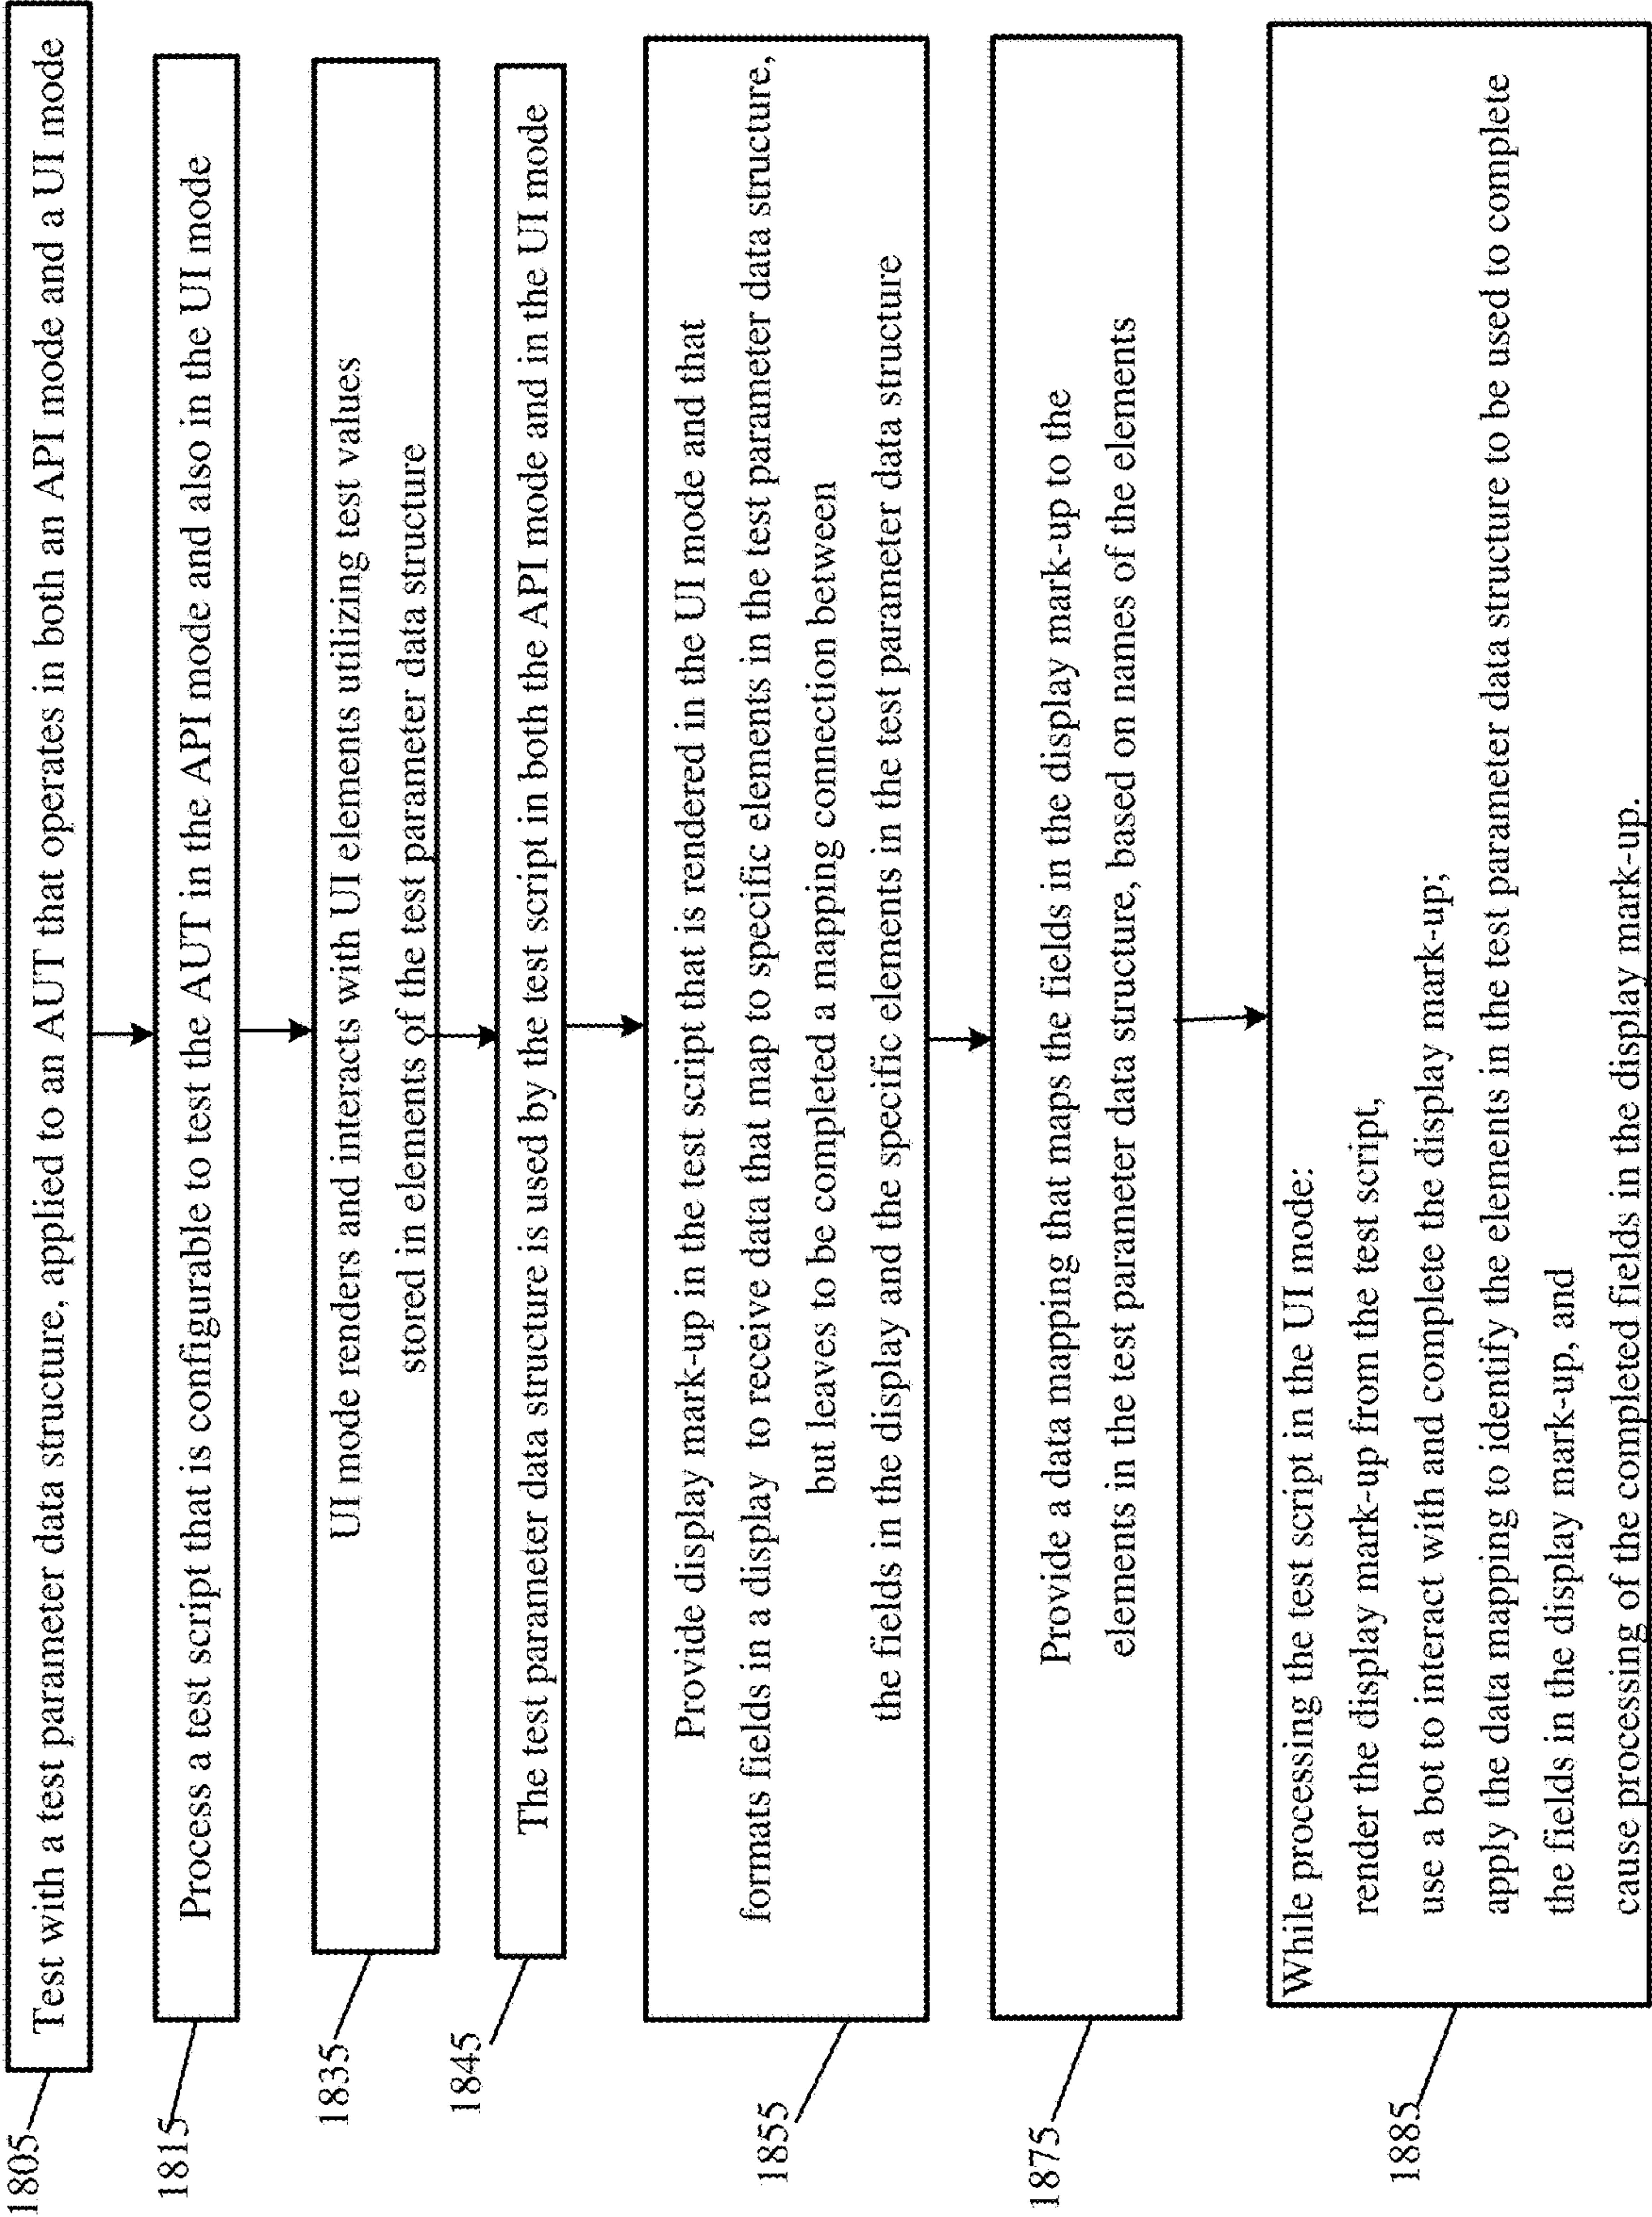 1805
Test with a test parameter data structure, applied to an AUT that operates in both an API mode and a UI mode
1815
Process a test script that is configurable to test the AUT in the API mode and also in the UI mode
1835
UI mode renders and interacts with UI elements utilizing test values
stored in elements of the test parameter data structure
1845
The test parameter data structure is used by the test script in both the API mode and in the UI mode
1855
Provide display mark-up in the test script that is rendered in the UI mode and that
formats fields in a display to receive data that map to specific elements in the test parameter data structure,
but leaves to be completed a mapping connection between
the fields in the display and the specific elements in the test parameter data structure
1875
Provide a data mapping that maps the fields in the display mark-up to the
elements in the test parameter data structure, based on names of the elements
1885
While processing the test script in the UI mode:
render the display mark-up from the test script,
use a bot to interact with and complete the display mark-up;
apply the data mapping to identify the elements in the test parameter data structure to be used to complete
the fields in the display mark-up, and
cause processing of the completed fields in the display mark-up.